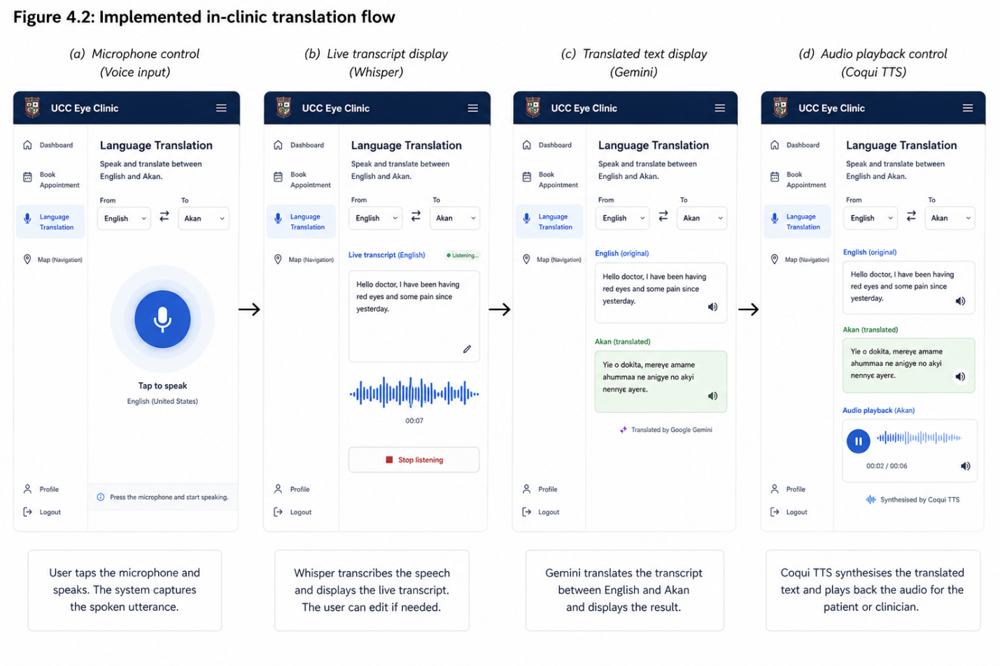 Figure 4.2: Implemented in-clinic translation flow
(a) Microphone control
(Voice input)
UCC Eye Clinic
Dashboard
Book
Appointment
Language
Translation
Map (Navigation)
Profile
Logout
Language Translation
Speak and translate between
English and Akan.
From
To
English
Akan
Tap to speak
English (United States)
Press the microphone and start speaking.
User taps the microphone and
speaks. The system captures
the spoken utterance.
(b) Live transcript display
(Whisper)
UCC Eye Clinic
Dashboard
Book
Appointment
Language
Translation
Map (Navigation)
Profile
Logout
Language Translation
Speak and translate between
English and Akan.
From
To
English
Akan
Live transcript (English)
Listening...
Hello doctor, I have been having
red eyes and some pain since
yesterday.
00:07
Stop listening
Whisper transcribes the speech
and displays the live transcript.
The user can edit if needed.
(c) Translated text display
(Gemini)
UCC Eye Clinic
Dashboard
Book
Appointment
Language
Translation
Map (Navigation)
Profile
Logout
Language Translation
Speak and translate between
English and Akan.
From
To
English
Akan
English (original)
Hello doctor, I have been having
red eyes and some pain since
yesterday.
Akan (translated)
Yie o dokita, mereyɛ amame
ahummaa ne anigye no akyi
nennyɛ ayerɛ.
Translated by Google Gemini
Gemini translates the transcript
between English and Akan
and displays the result.
(d) Audio playback control
(Coqui TTS)
UCC Eye Clinic
Dashboard
Book
Appointment
Language
Translation
Map (Navigation)
Profile
Logout
Language Translation
Speak and translate between
English and Akan.
From
To
English
Akan
English (original)
Hello doctor, I have been having
red eyes and some pain since
yesterday.
Akan (translated)
Yie o dokita, mereyɛ amame
ahummaa ne anigye no akyi
nennyɛ ayerɛ.
Audio playback (Akan)
00:02 / 00:06
Synthesised by Coqui TTS
Coqui TTS synthesises the translated
text and plays back the audio for the
patient or clinician.